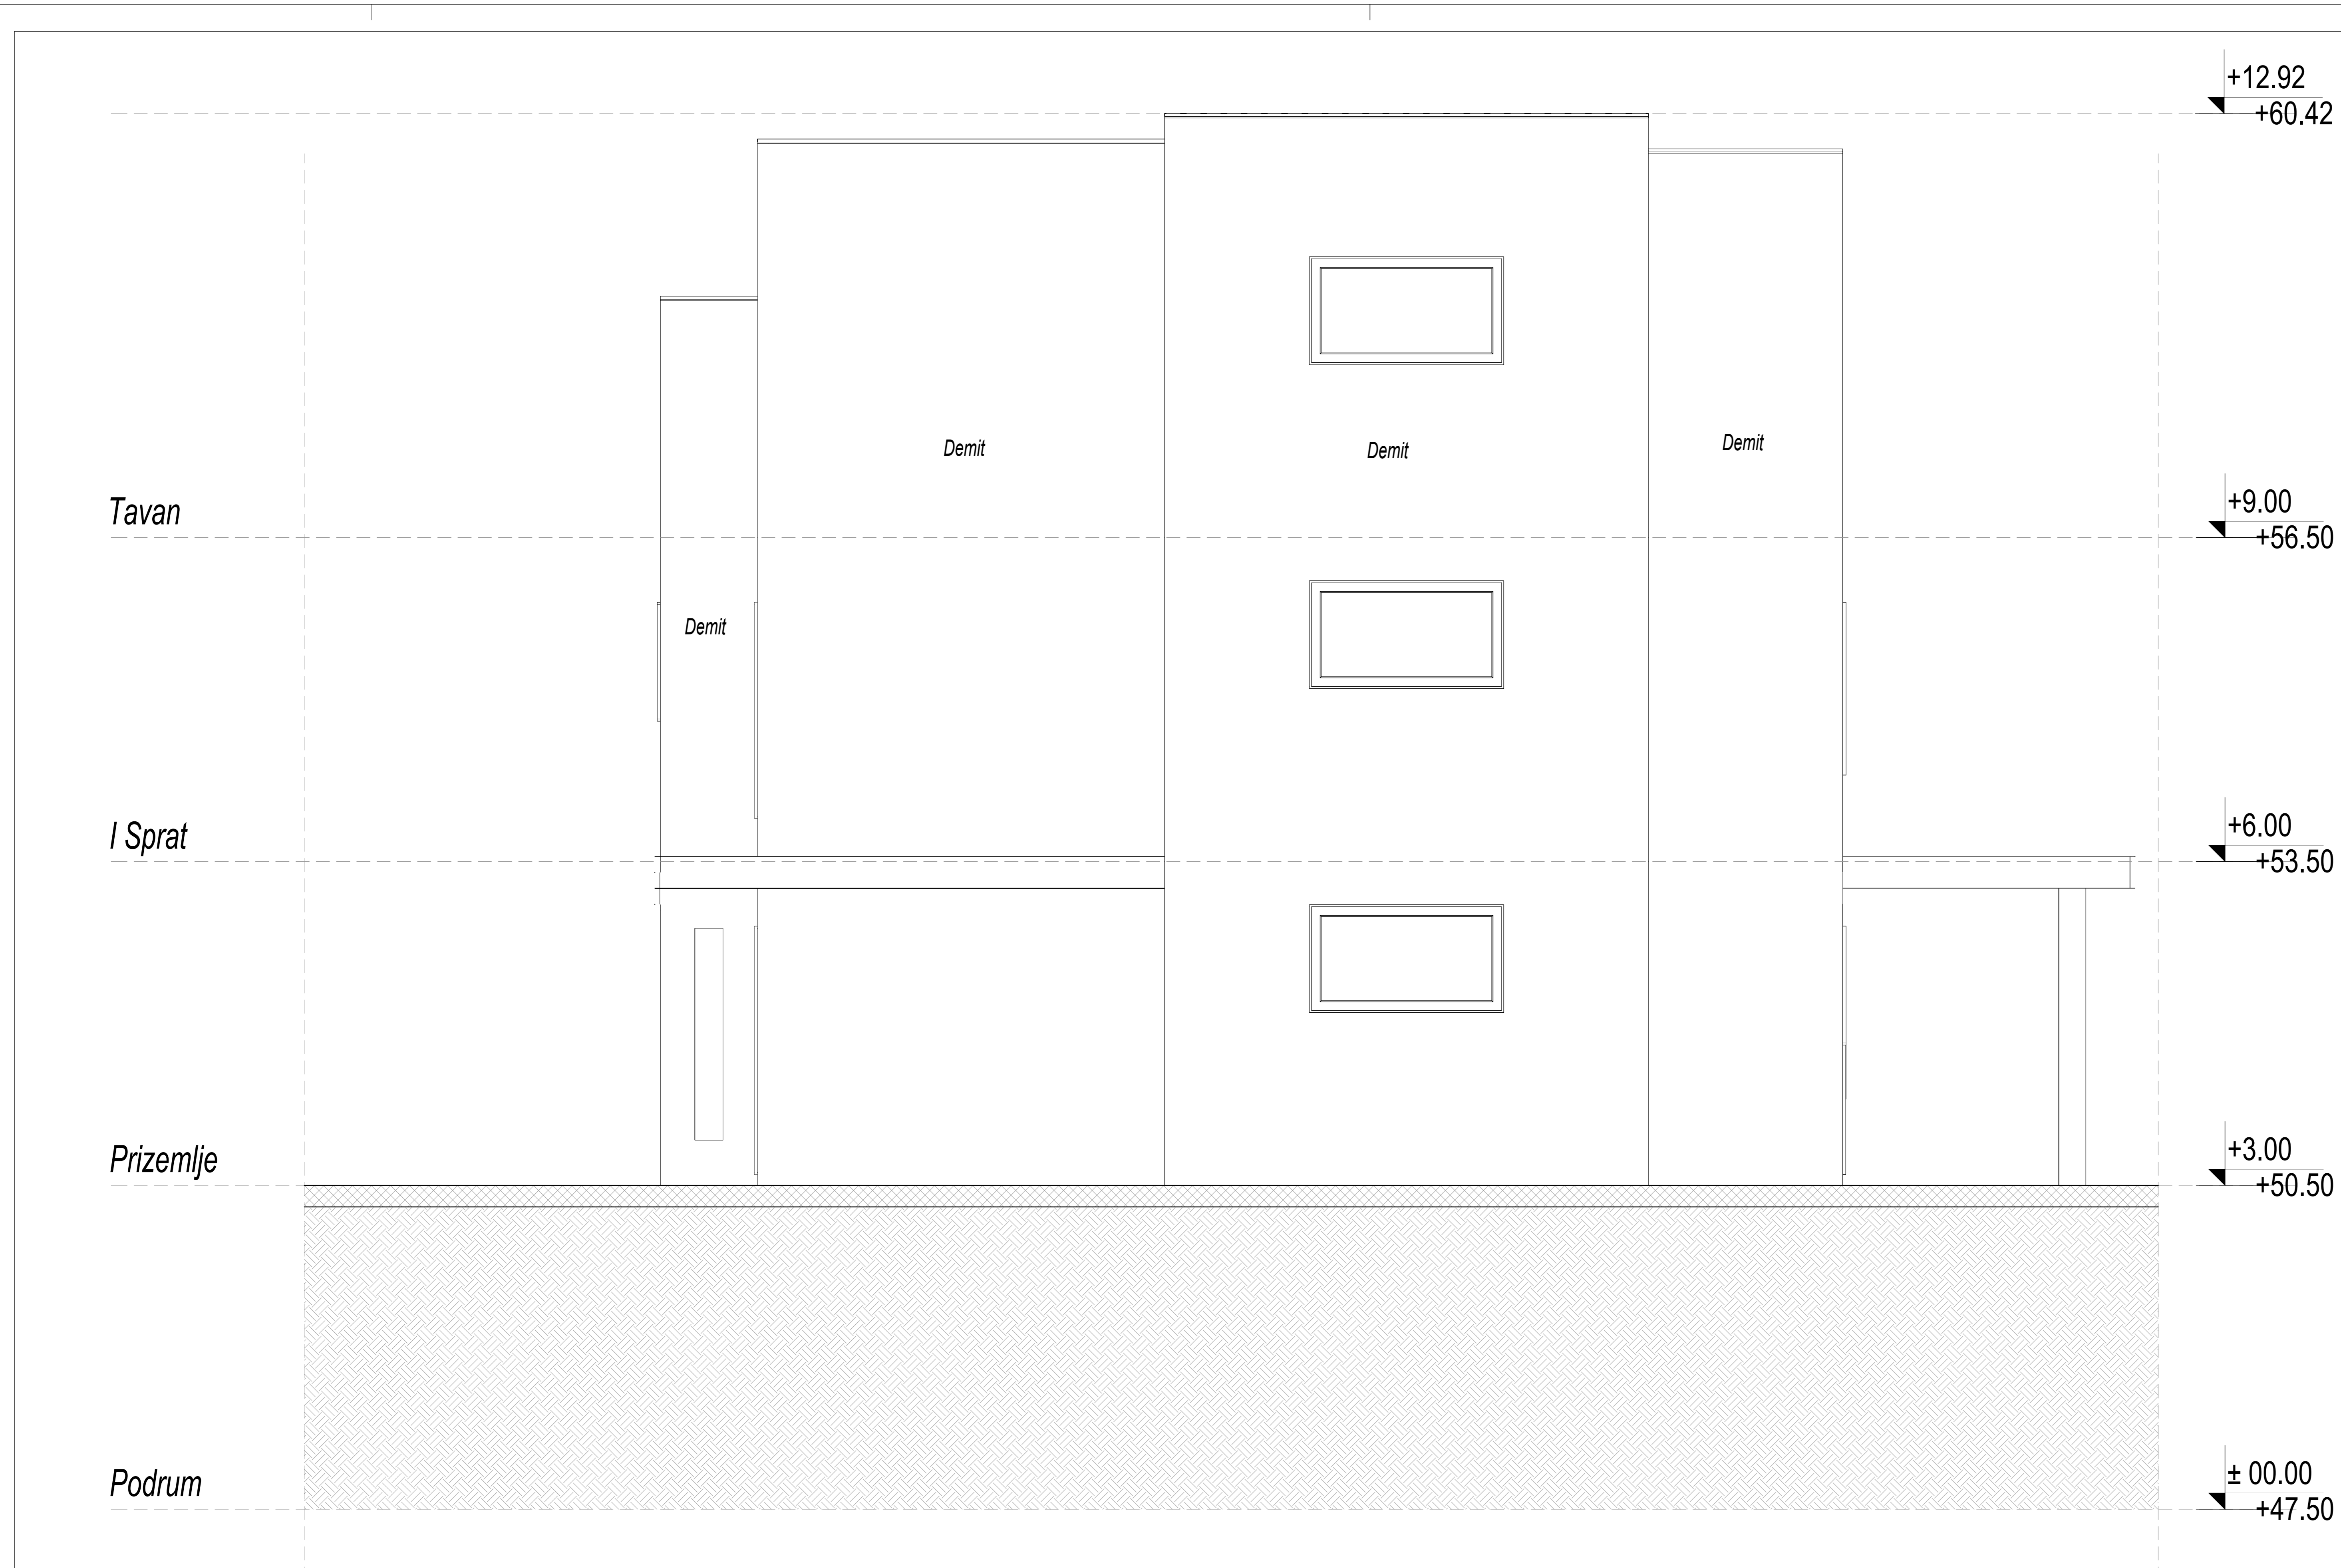 +12.92
+60.42
Demit
Demit
Demit
Tavan
+9.00
+56.50
Demit
I Sprat
+6.00
+53.50
Prizemlje
+3.00
+50.50
Podrum
± 00.00
+47.50